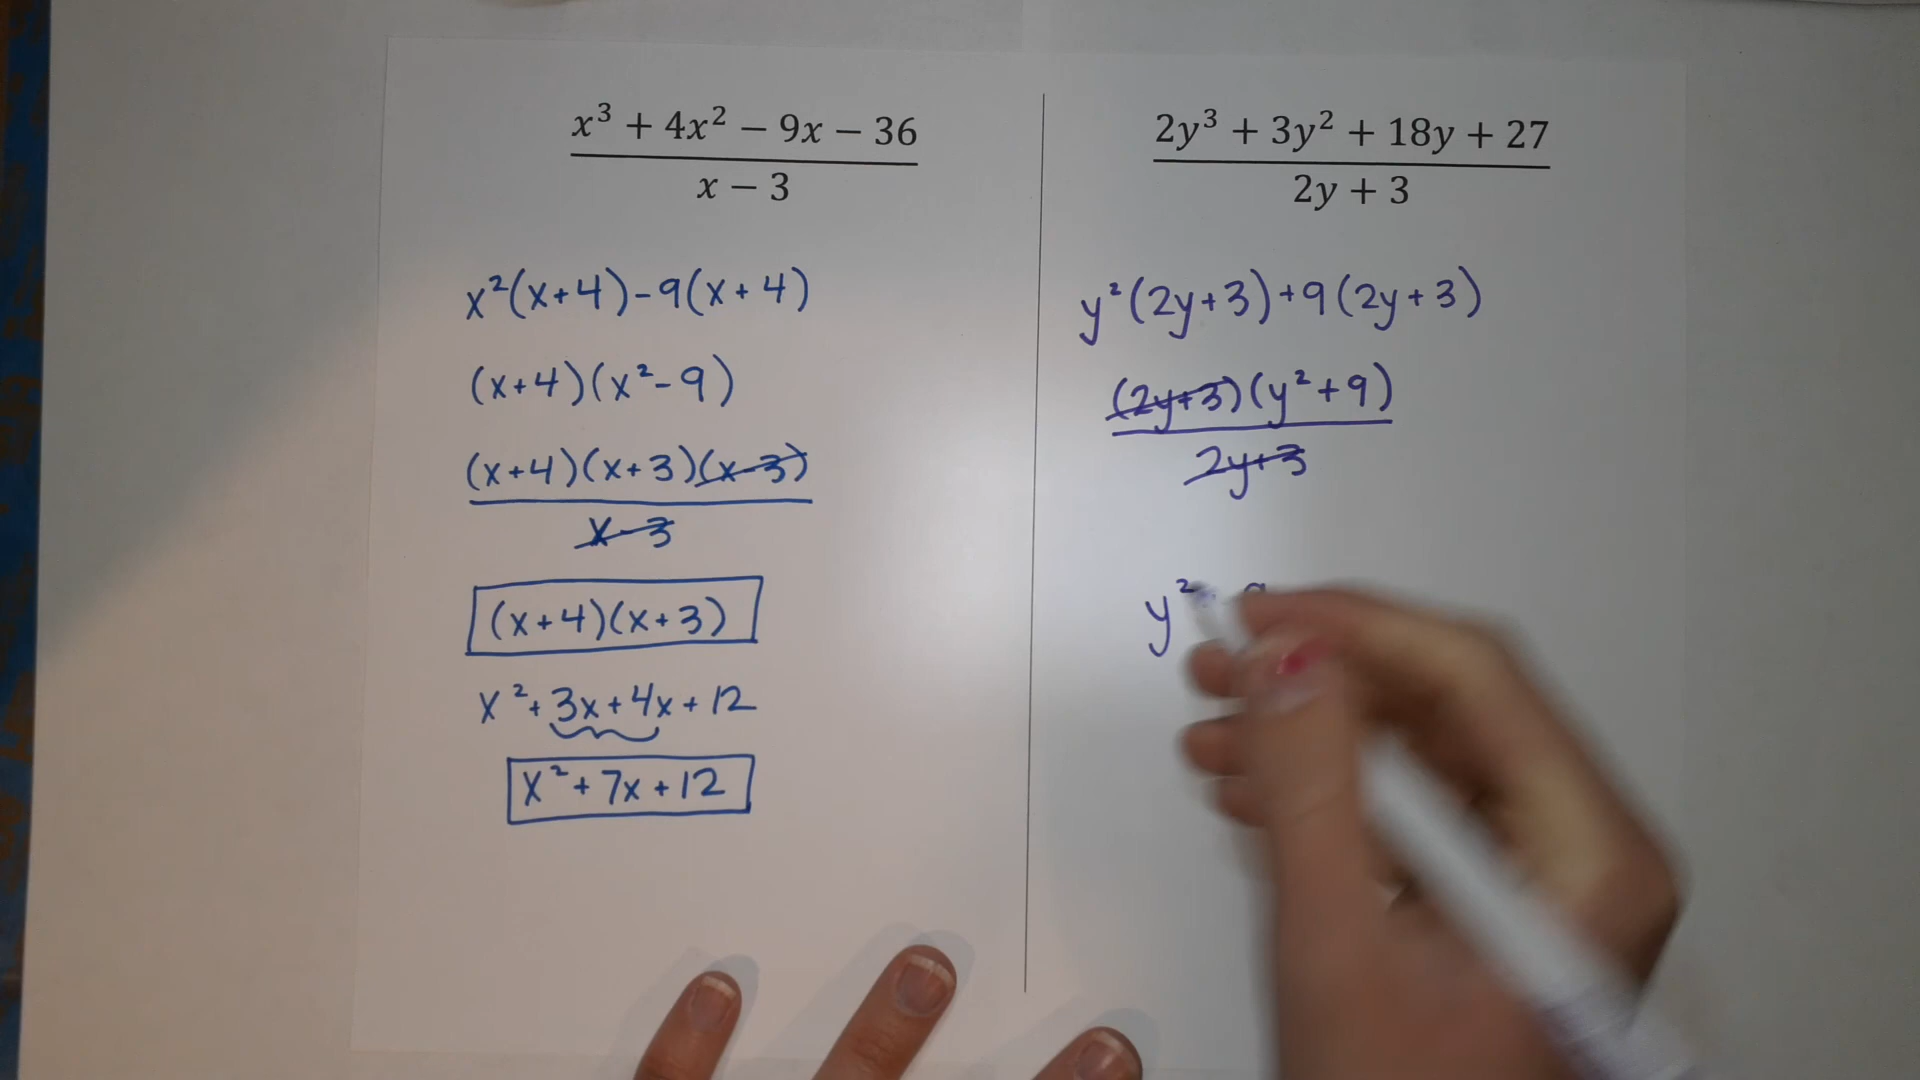 x³ + 4x² − 9x − 36
x − 3
x²(x+4)-9(x+4)
(x+4)(x²-9)
(x+4)(x+3)(x-3)
x-3
(x+4)(x+3)
x²+3x+4x+12
x²+7x+12
2y³ + 3y² + 18y + 27
2y + 3
y²(2y+3)+9(2y+3)
(2y+3)(y²+9)
2y+3
y²